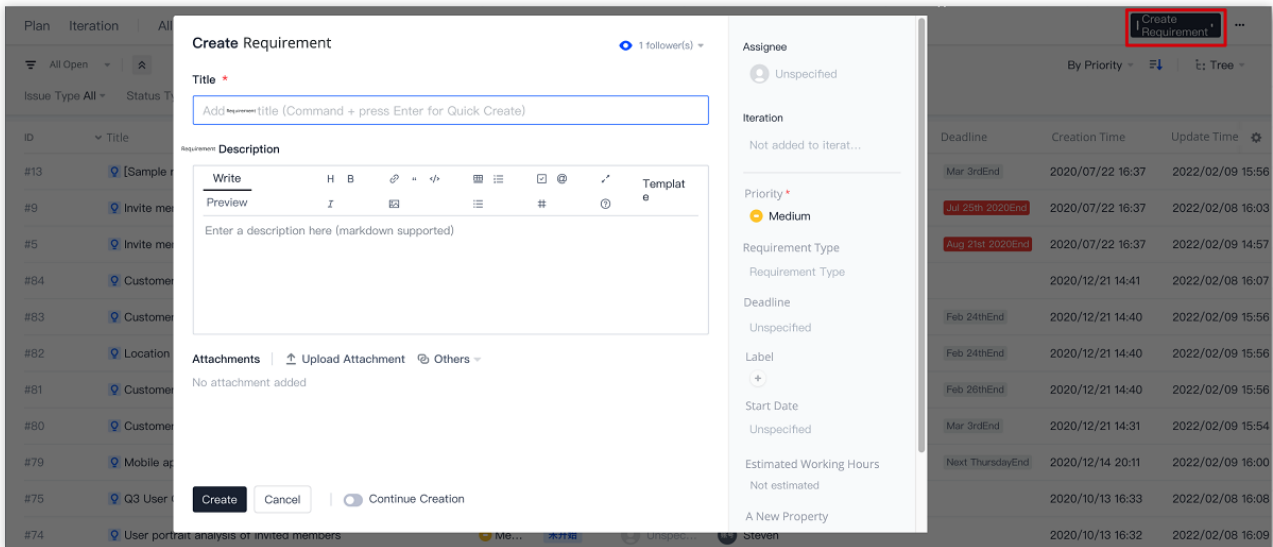 Plan Iteration All
Create Requirement
All Open
By Priority Tree
Issue Type All Status T
ID Title Deadline Creation Time Update Time
#13 [Sample r Mar 3rdEnd 2020/07/22 16:37 2022/02/09 15:56
#9 Invite me Jul 25th 2020End 2020/07/22 16:37 2022/02/08 16:03
#5 Invite me Aug 21st 2020End 2020/07/22 16:37 2022/02/09 14:57
#84 Customer 2020/12/21 14:41 2022/02/08 16:07
#83 Customer Feb 24thEnd 2020/12/21 14:40 2022/02/09 15:56
#82 Location Feb 24thEnd 2020/12/21 14:40 2022/02/09 15:56
#81 Customer Feb 26thEnd 2020/12/21 14:40 2022/02/09 15:56
#80 Customer Mar 3rdEnd 2020/12/21 14:31 2022/02/09 15:54
#79 Mobile ap Next ThursdayEnd 2020/12/14 20:11 2022/02/09 16:00
#75 Q3 User 2020/10/13 16:33 2022/02/08 16:08
#74 User portrait analysis of invited members Me... 未开始 Unspec... Steven 2020/10/13 16:32 2022/02/08 16:09
Create Requirement
1 follower(s)
Title *
Add Requirement title (Command + press Enter for Quick Create)
Requirement Description
Write
Preview
H B
I
Template
Enter a description here (markdown supported)
Attachments Upload Attachment Others
No attachment added
Create Cancel Continue Creation
Assignee
Unspecified
Iteration
Not added to iterat...
Priority *
Medium
Requirement Type
Requirement Type
Deadline
Unspecified
Label
+
Start Date
Unspecified
Estimated Working Hours
Not estimated
A New Property